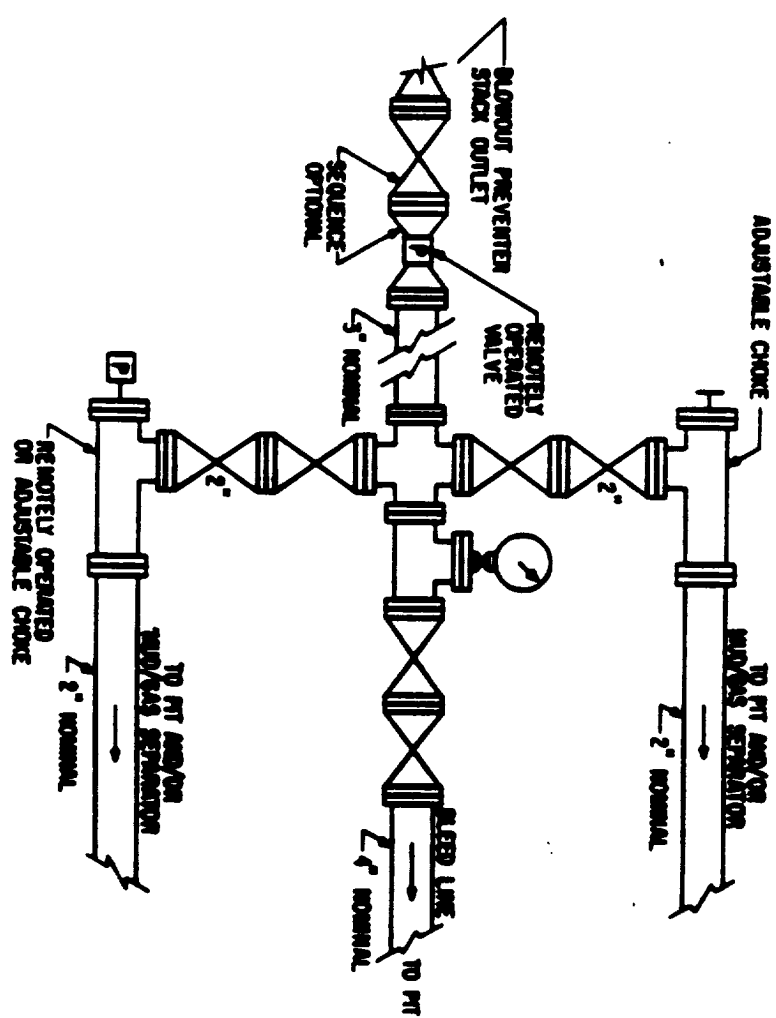 BLOWOUT PREVENTER
STACK OUTLET
SEQUENCE
OPTIONAL
P
REMOTELY
OPERATED
VALVE
3" NOMINAL
ADJUSTABLE CHOKE
2"
TO PIT AND/OR
MUD/GAS SEPARATOR
2" NOMINAL
BLEED LINE
TO PIT
4" NOMINAL
P
2"
REMOTELY OPERATED
OR ADJUSTABLE CHOKE
TO PIT AND/OR
MUD/GAS SEPARATOR
2" NOMINAL